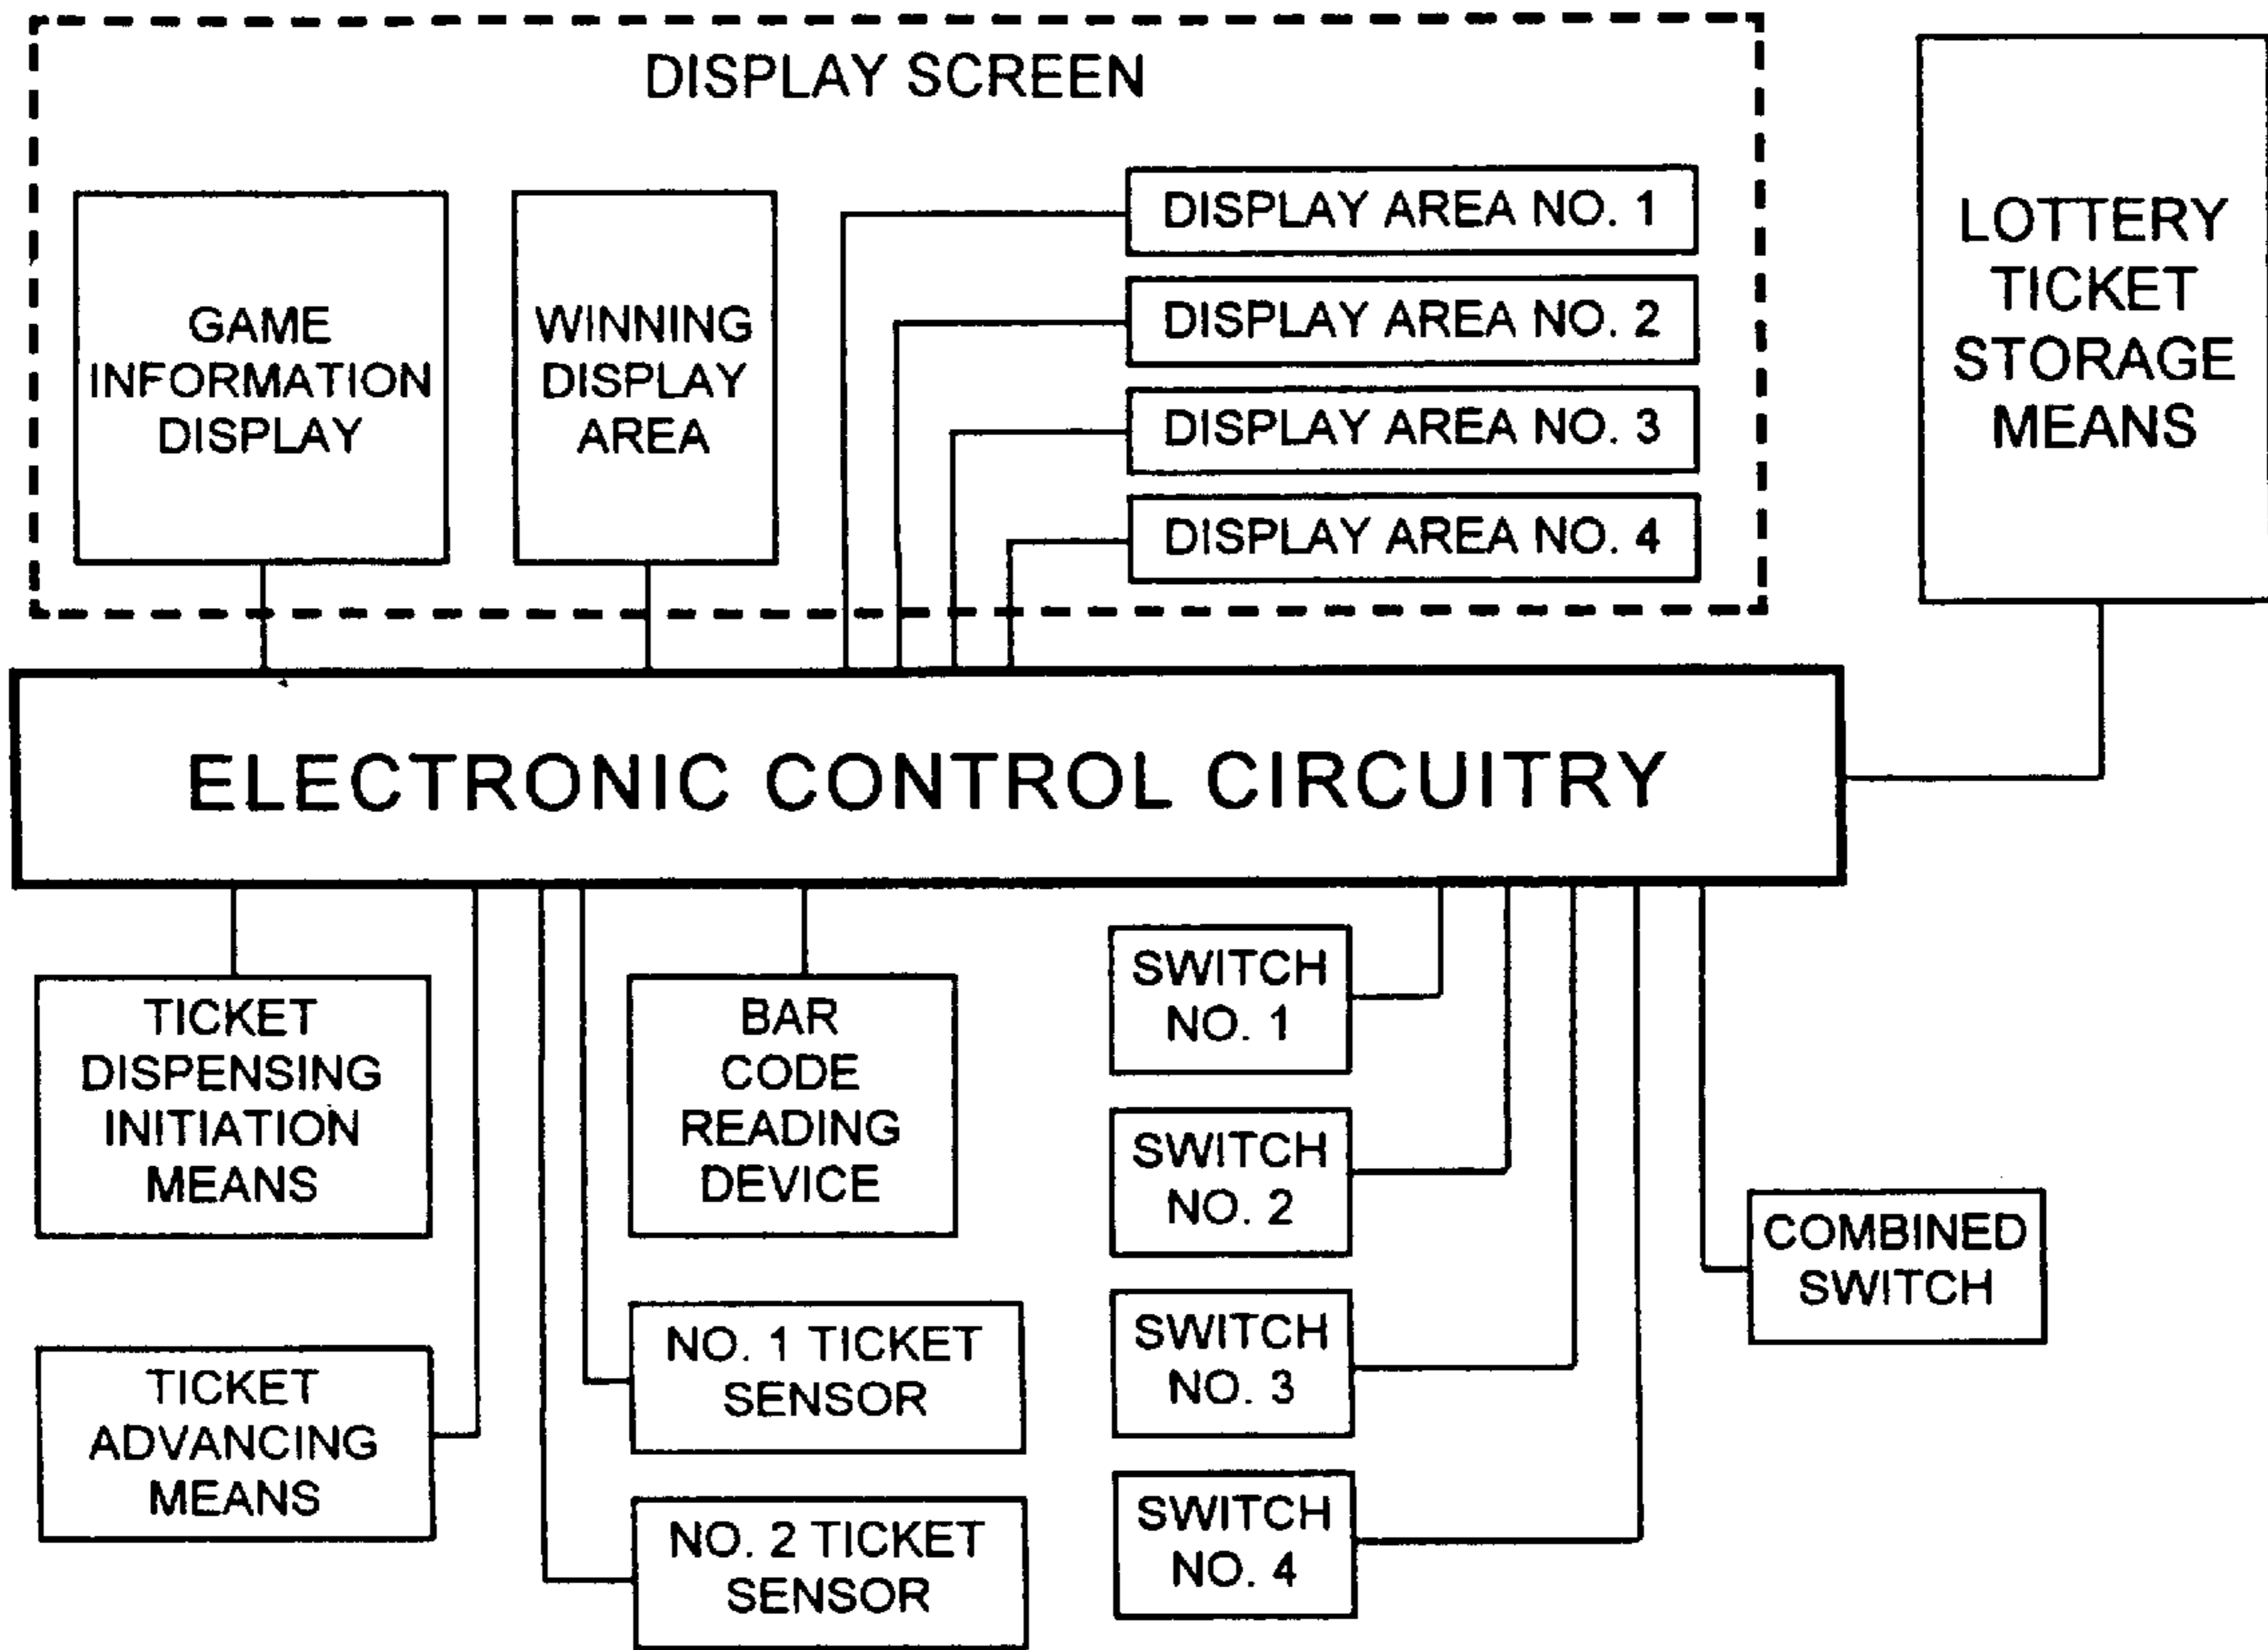 DISPLAY SCREEN
GAME
INFORMATION
DISPLAY
WINNING
DISPLAY
AREA
DISPLAY AREA NO. 1
DISPLAY AREA NO. 2
DISPLAY AREA NO. 3
DISPLAY AREA NO. 4
LOTTERY
TICKET
STORAGE
MEANS
ELECTRONIC CONTROL CIRCUITRY
TICKET
DISPENSING
INITIATION
MEANS
TICKET
ADVANCING
MEANS
BAR
CODE
READING
DEVICE
NO. 1 TICKET
SENSOR
NO. 2 TICKET
SENSOR
SWITCH
NO. 1
SWITCH
NO. 2
SWITCH
NO. 3
SWITCH
NO. 4
COMBINED
SWITCH